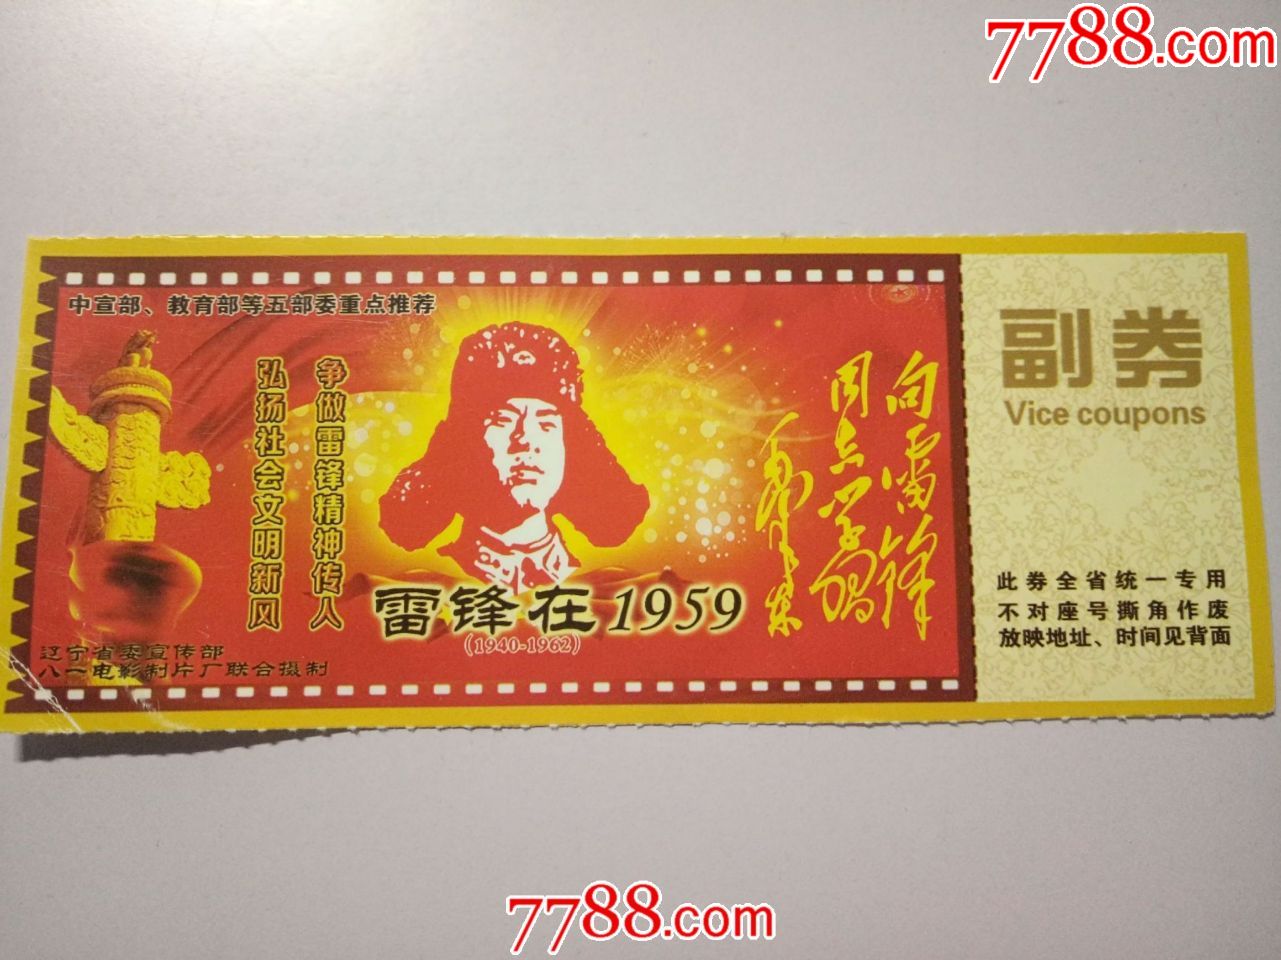 7788.com
中宣部、教育部等五部委重点推荐
争做雷锋精神传人
弘扬社会文明新风
向雷锋
同志学习
毛泽东
雷锋在1959
(1940-1962)
辽宁省委宣传部
八一电影制片厂联合摄制
副券
Vice coupons
此券全省统一专用
不对座号撕角作废
放映地址、时间见背面
7788.com